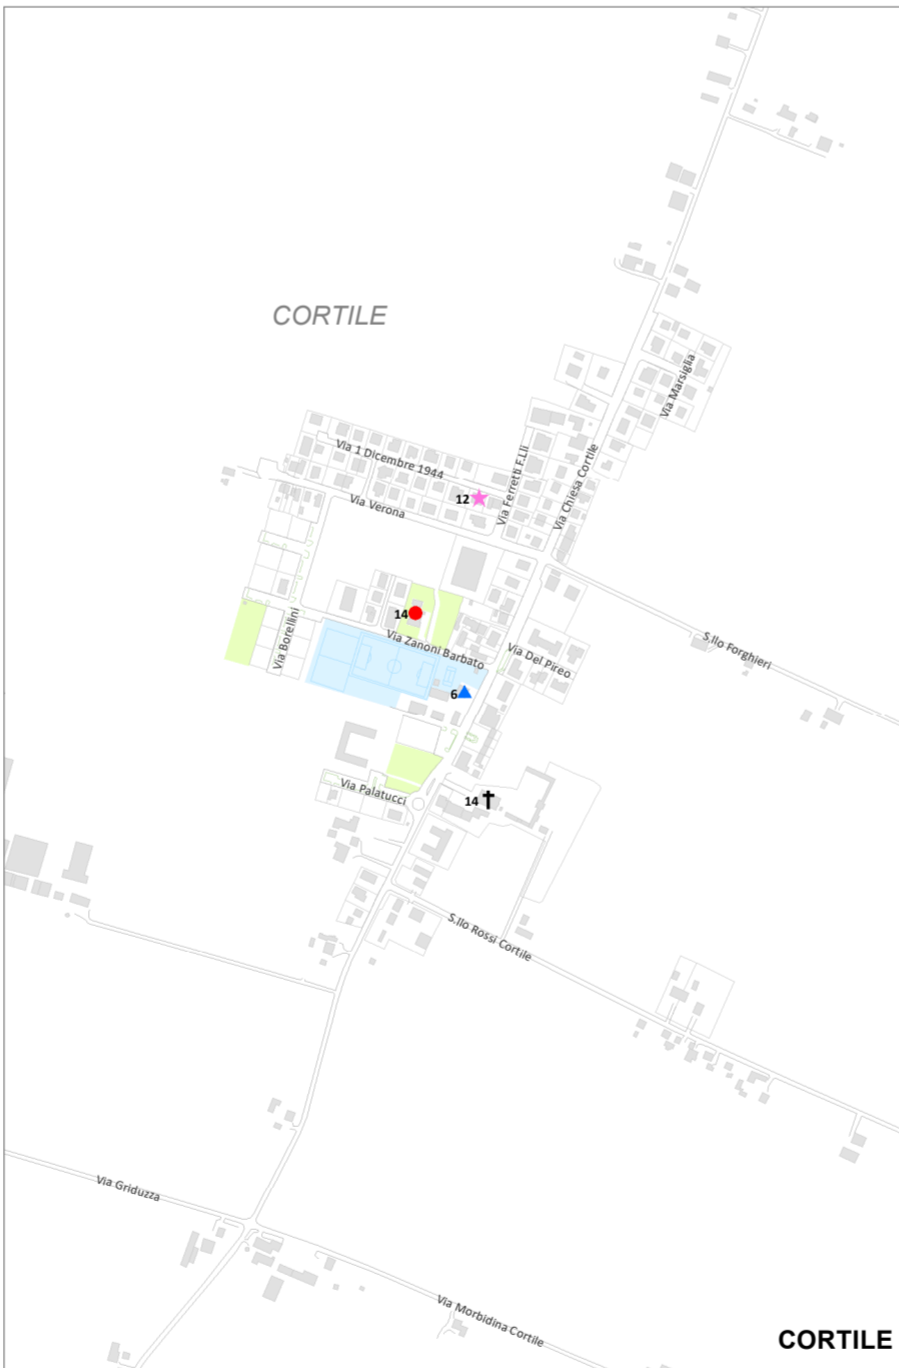 CORTILE
Via Marsiglia
Via 1 Dicembre 1944
Via Ferretti F.Lli
Via Chiesa Cortile
12
Via Verona
14
Via Zanoni Barbato
Via Borellini
Via Del Pireo
S.llo Forghieri
6
Via Palatucci
14
S.llo Rossi Cortile
Via Griduzza
Via Morbidina Cortile
CORTILE